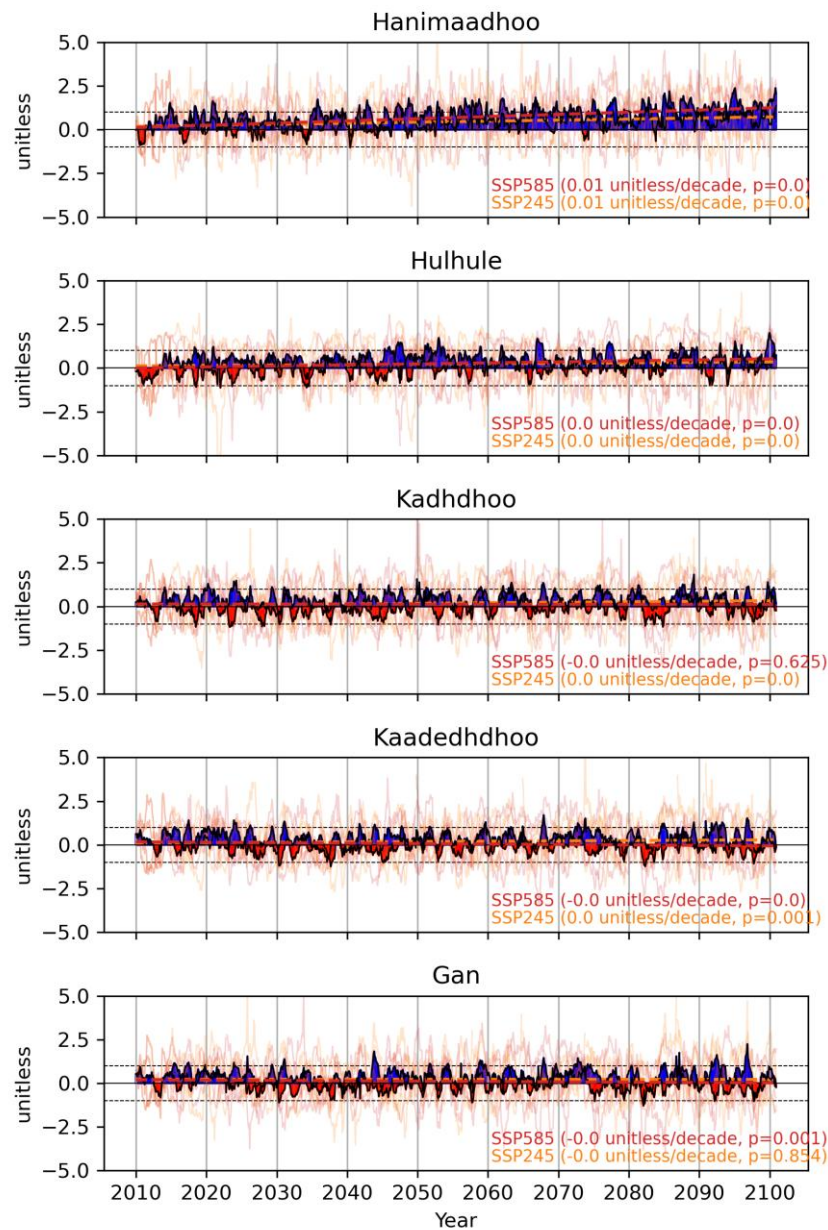 Hanimaadhoo
5.0
2.5
0.0
−2.5
−5.0
unitless
SSP585 (0.01 unitless/decade, p=0.0)
SSP245 (0.01 unitless/decade, p=0.0)
Hulhule
5.0
2.5
0.0
−2.5
−5.0
unitless
SSP585 (0.0 unitless/decade, p=0.0)
SSP245 (0.0 unitless/decade, p=0.0)
Kadhdhoo
5.0
2.5
0.0
−2.5
−5.0
unitless
SSP585 (-0.0 unitless/decade, p=0.625)
SSP245 (0.0 unitless/decade, p=0.0)
Kaadedhdhoo
5.0
2.5
0.0
−2.5
−5.0
unitless
SSP585 (-0.0 unitless/decade, p=0.0)
SSP245 (0.0 unitless/decade, p=0.001)
Gan
5.0
2.5
0.0
−2.5
−5.0
unitless
SSP585 (-0.0 unitless/decade, p=0.001)
SSP245 (-0.0 unitless/decade, p=0.854)
2010 2020 2030 2040 2050 2060 2070 2080 2090 2100
Year